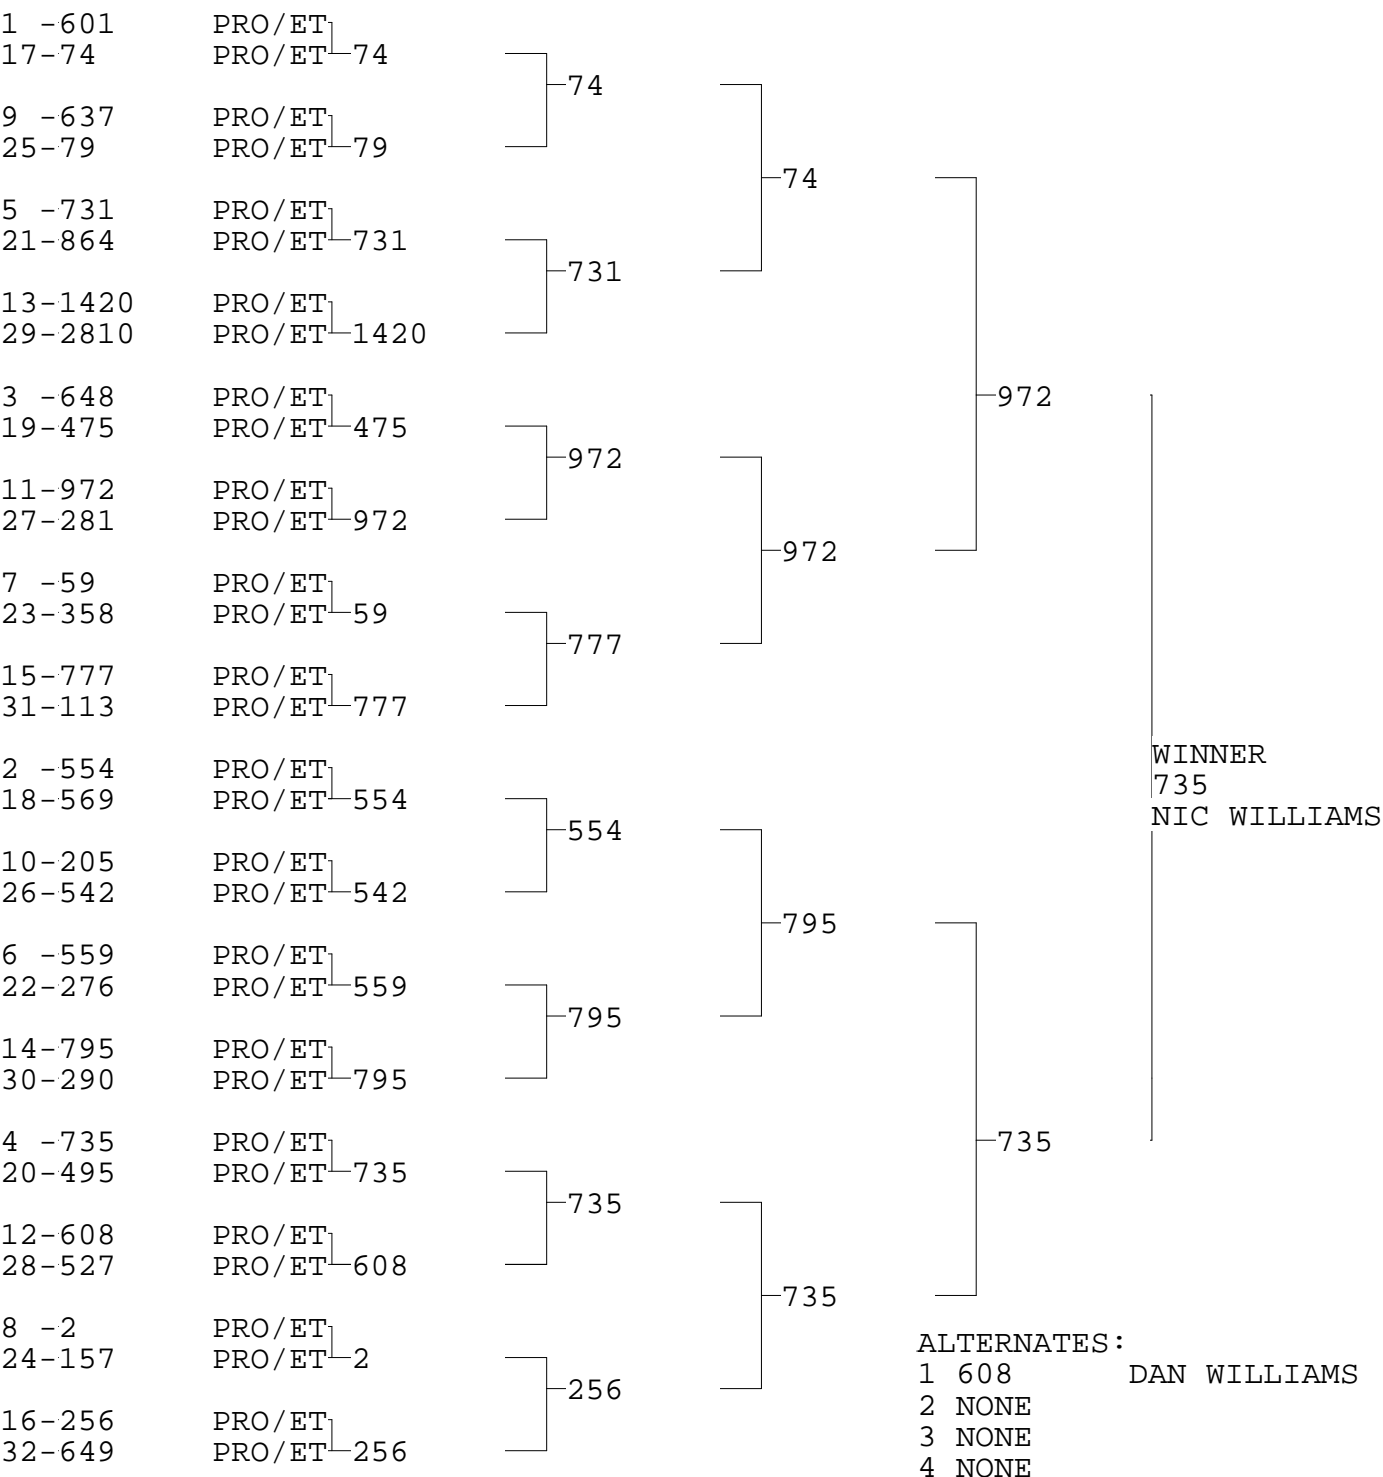 1 -601 PRO/ET
17-74 PRO/ET 74
74
9 -637 PRO/ET
25-79 PRO/ET 79
74
5 -731 PRO/ET
21-864 PRO/ET 731
731
13-1420 PRO/ET
29-2810 PRO/ET 1420
3 -648 PRO/ET 972
19-475 PRO/ET 475
972
11-972 PRO/ET
27-281 PRO/ET 972
972
7 -59 PRO/ET
23-358 PRO/ET 59
777
15-777 PRO/ET
31-113 PRO/ET 777
WINNER
2 -554 PRO/ET
735
18-569 PRO/ET 554
NIC WILLIAMS
554
10-205 PRO/ET
26-542 PRO/ET 542
795
6 -559 PRO/ET
22-276 PRO/ET 559
795
14-795 PRO/ET
30-290 PRO/ET 795
4 -735 PRO/ET 735
20-495 PRO/ET 735
735
12-608 PRO/ET
28-527 PRO/ET 608
735
8 -2 PRO/ET
ALTERNATES:
24-157 PRO/ET 2
1 608 DAN WILLIAMS
256
2 NONE
16-256 PRO/ET
3 NONE
32-649 PRO/ET 256
4 NONE